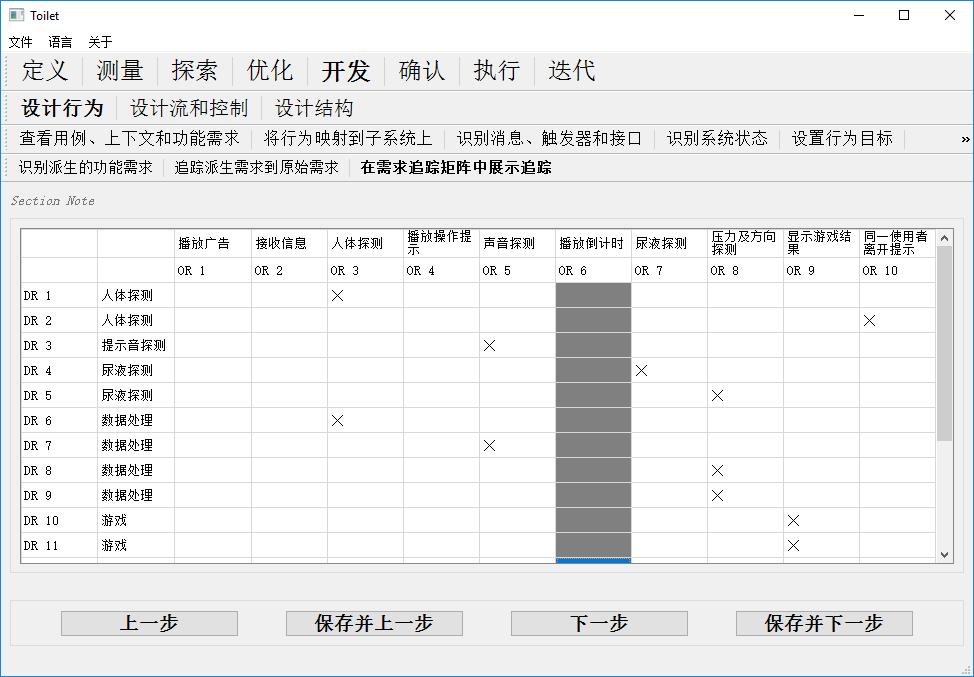 Toilet
文件 语言 关于
定义 测量 探索 优化 开发 确认 执行 迭代
设计行为 设计流和控制 设计结构
查看用例、上下文和功能需求 将行为映射到子系统上 识别消息、触发器和接口 识别系统状态 设置行为目标 »
识别派生的功能需求 追踪派生需求到原始需求 在需求追踪矩阵中展示追踪
Section Note
播放广告 接收信息 人体探测 播放操作提示 声音探测 播放倒计时 尿液探测 压力及方向探测 显示游戏结果 同一使用者离开提示
OR 1 OR 2 OR 3 OR 4 OR 5 OR 6 OR 7 OR 8 OR 9 OR 10
DR 1 人体探测 ×
DR 2 人体探测 ×
DR 3 提示音探测 ×
DR 4 尿液探测 ×
DR 5 尿液探测 ×
DR 6 数据处理 ×
DR 7 数据处理 ×
DR 8 数据处理 ×
DR 9 数据处理 ×
DR 10 游戏 ×
DR 11 游戏 ×
上一步 保存并上一步 下一步 保存并下一步